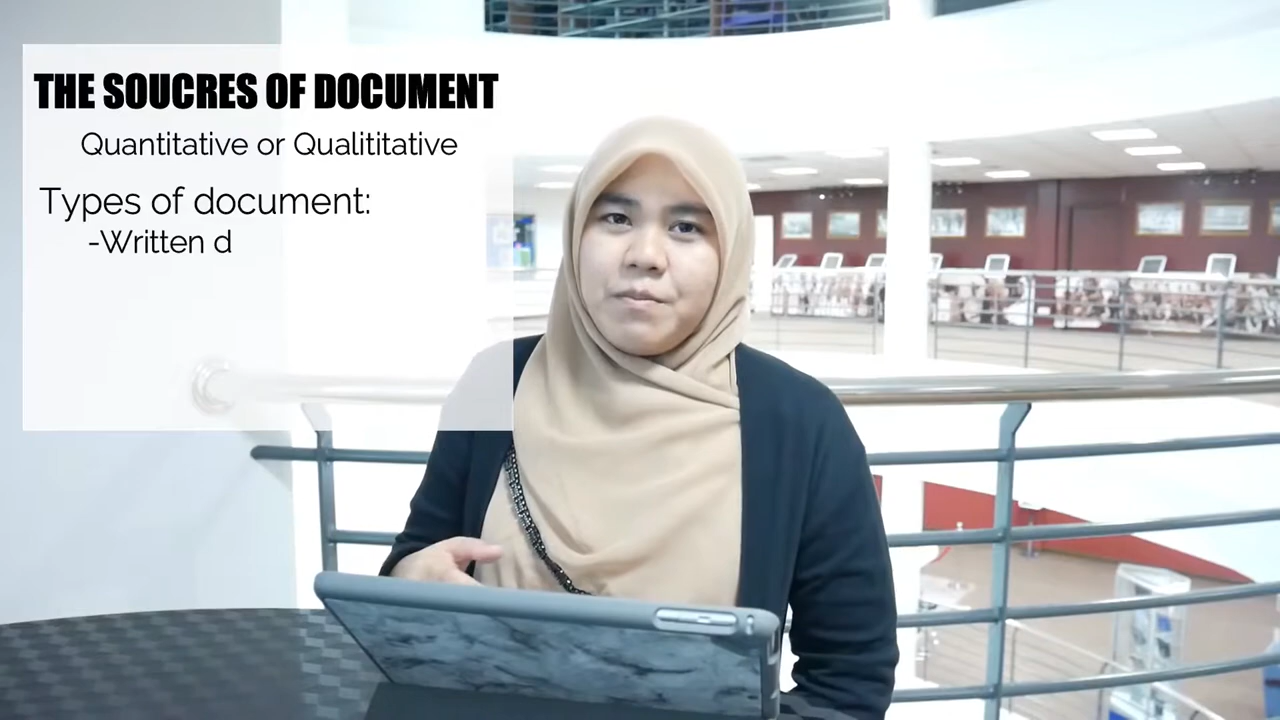 THE SOUCRES OF DOCUMENT
Quantitative or Qualititative
Types of document:
-Written d